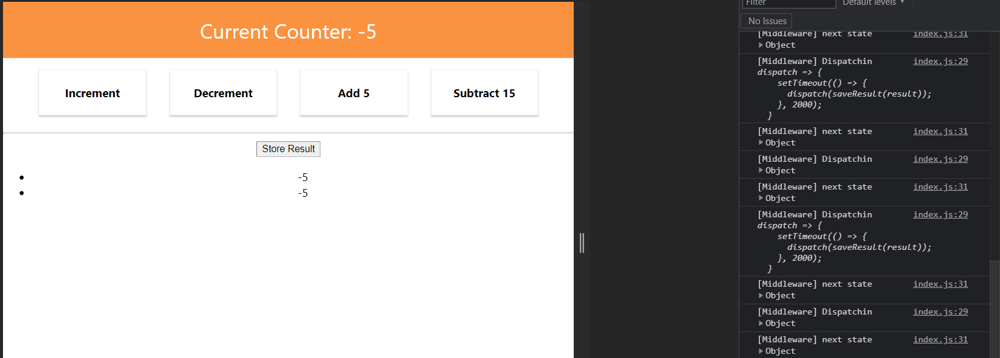 Current Counter: -5
Increment
Decrement
Add 5
Subtract 15
Store Result
-5
-5
Filter
Default levels ▼
No Issues
[Middleware] next state index.js:31
Object
[Middleware] Dispatchin index.js:29
dispatch => {
setTimeout(() => {
dispatch(saveResult(result));
}, 2000);
}
[Middleware] next state index.js:31
Object
[Middleware] Dispatchin index.js:29
Object
[Middleware] next state index.js:31
Object
[Middleware] Dispatchin index.js:29
dispatch => {
setTimeout(() => {
dispatch(saveResult(result));
}, 2000);
}
[Middleware] next state index.js:31
Object
[Middleware] Dispatchin index.js:29
Object
[Middleware] next state index.js:31
Object